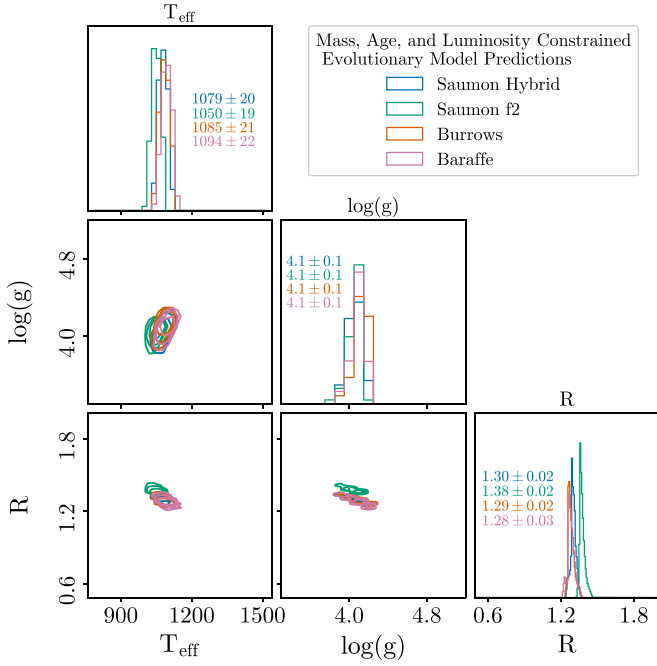 T_eff
Mass, Age, and Luminosity Constrained
Evolutionary Model Predictions
Saumon Hybrid
Saumon f2
Burrows
Baraffe
1079 ± 20
1050 ± 19
1085 ± 21
1094 ± 22
log(g)
4.8
4.0
log(g)
4.1 ± 0.1
4.1 ± 0.1
4.1 ± 0.1
4.1 ± 0.1
R
1.8
1.2
0.6
R
1.30 ± 0.02
1.38 ± 0.02
1.29 ± 0.02
1.28 ± 0.03
900 1500
4.0 4.8
0.6 1.2 1.8
T_eff
log(g)
R